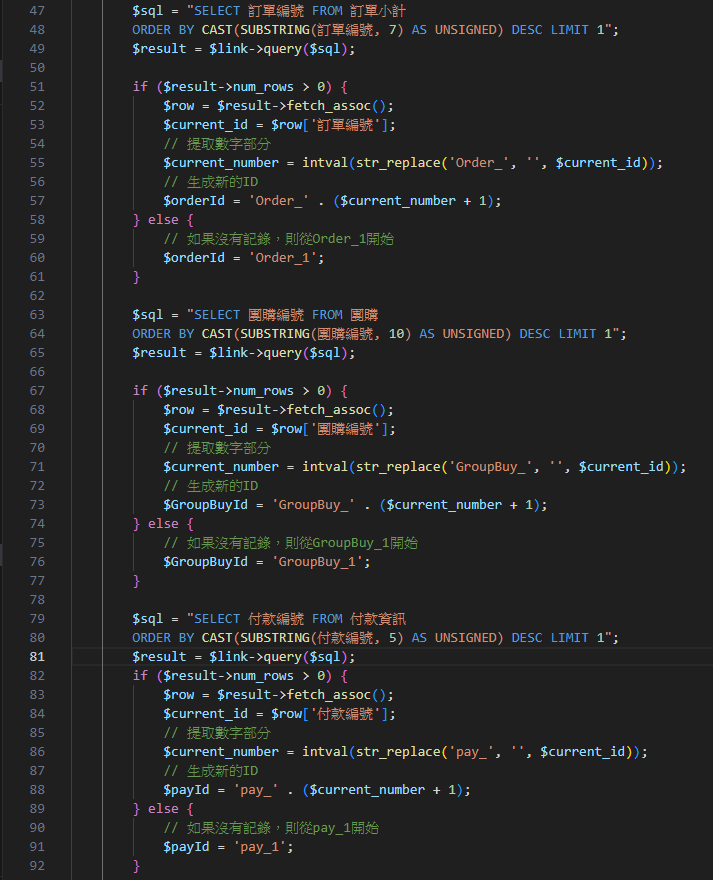 47 $sql = "SELECT 訂單編號 FROM 訂單小計
48 ORDER BY CAST(SUBSTRING(訂單編號, 7) AS UNSIGNED) DESC LIMIT 1";
49 $result = $link->query($sql);
50
51 if ($result->num_rows > 0) {
52 $row = $result->fetch_assoc();
53 $current_id = $row['訂單編號'];
54 // 提取數字部分
55 $current_number = intval(str_replace('Order_', '', $current_id));
56 // 生成新的ID
57 $orderId = 'Order_' . ($current_number + 1);
58 } else {
59 // 如果沒有記錄，則從Order_1開始
60 $orderId = 'Order_1';
61 }
62
63 $sql = "SELECT 團購編號 FROM 團購
64 ORDER BY CAST(SUBSTRING(團購編號, 10) AS UNSIGNED) DESC LIMIT 1";
65 $result = $link->query($sql);
66
67 if ($result->num_rows > 0) {
68 $row = $result->fetch_assoc();
69 $current_id = $row['團購編號'];
70 // 提取數字部分
71 $current_number = intval(str_replace('GroupBuy_', '', $current_id));
72 // 生成新的ID
73 $GroupBuyId = 'GroupBuy_' . ($current_number + 1);
74 } else {
75 // 如果沒有記錄，則從GroupBuy_1開始
76 $GroupBuyId = 'GroupBuy_1';
77 }
78
79 $sql = "SELECT 付款編號 FROM 付款資訊
80 ORDER BY CAST(SUBSTRING(付款編號, 5) AS UNSIGNED) DESC LIMIT 1";
81 $result = $link->query($sql);
82 if ($result->num_rows > 0) {
83 $row = $result->fetch_assoc();
84 $current_id = $row['付款編號'];
85 // 提取數字部分
86 $current_number = intval(str_replace('pay_', '', $current_id));
87 // 生成新的ID
88 $payId = 'pay_' . ($current_number + 1);
89 } else {
90 // 如果沒有記錄，則從pay_1開始
91 $payId = 'pay_1';
92 }